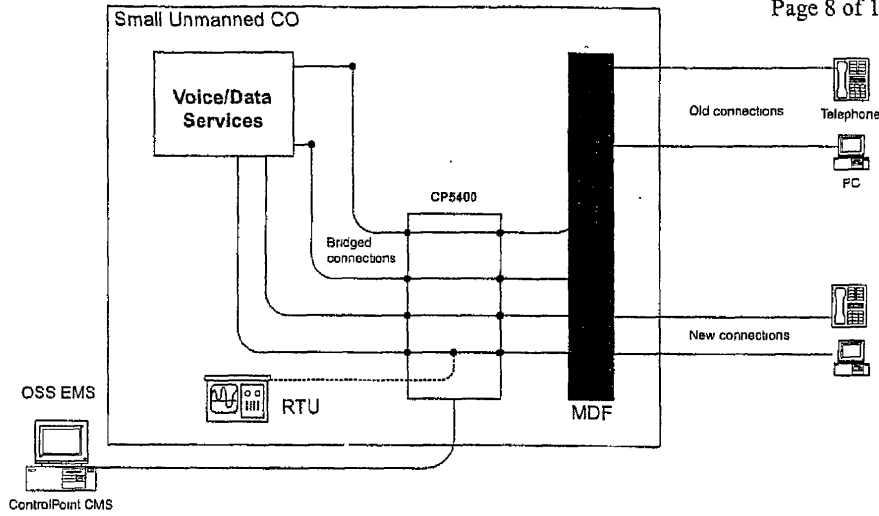 Page 8 of 1
Small Unmanned CO
Voice/Data
Services
Old connections
Telephone
PC
CP5400
Bridged
connections
New connections
OSS EMS
RTU
MDF
ControlPoint CMS